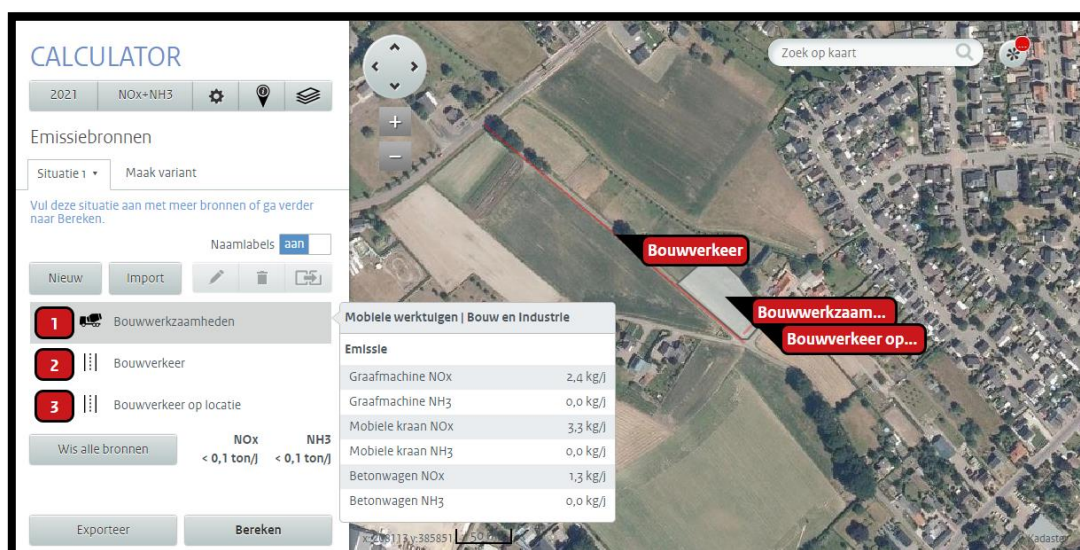 CALCULATOR
2021 NOx+NH3
Emissiebronnen
Situatie 1 Maak variant
Vul deze situatie aan met meer bronnen of ga verder
naar Bereken.
Naamlabels aan
Nieuw Import
1 Bouwwerkzaamheden
2 Bouwverkeer
3 Bouwverkeer op locatie
Wis alle bronnen
NOx NH3
< 0,1 ton/j < 0,1 ton/j
Exporteer Bereken
Mobiele werktuigen | Bouw en Industrie
Emissie
Graafmachine NOx 2,4 kg/j
Graafmachine NH3 0,0 kg/j
Mobiele kraan NOx 3,3 kg/j
Mobiele kraan NH3 0,0 kg/j
Betonwagen NOx 1,3 kg/j
Betonwagen NH3 0,0 kg/j
Zoek op kaart
...
Bouwverkeer
Bouwwerkzaam...
Bouwverkeer op...
Kadaster